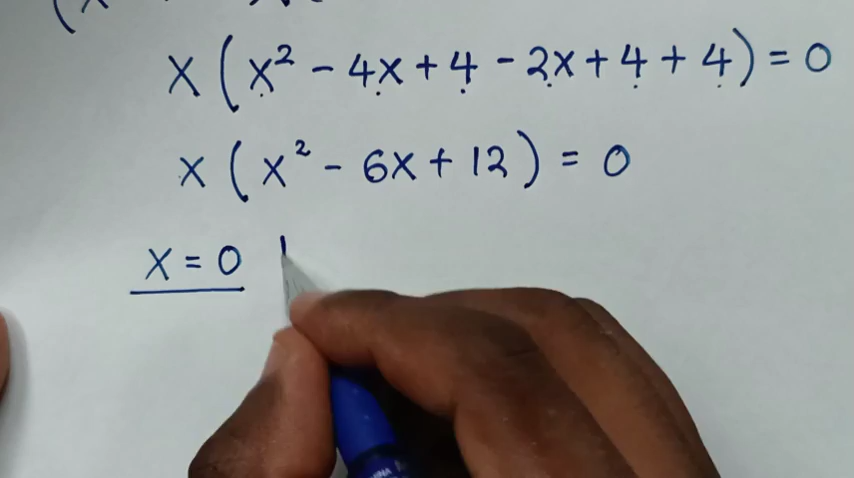 x(x² - 4x + 4 - 2x + 4 + 4) = 0
x(x² - 6x + 12) = 0
x = 0